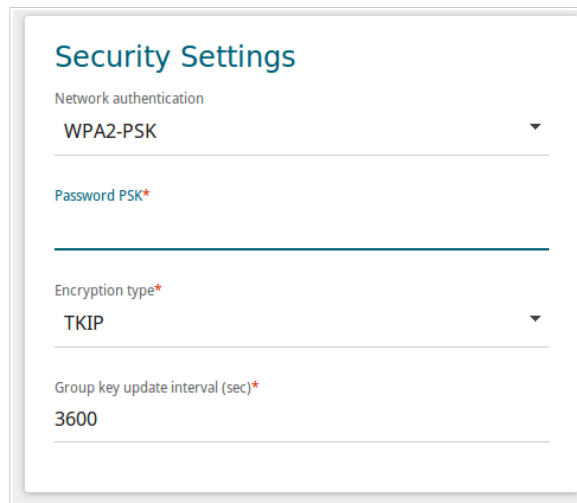 Security Settings
Network authentication
WPA2-PSK
Password PSK*
Encryption type*
TKIP
Group key update interval (sec)*
3600